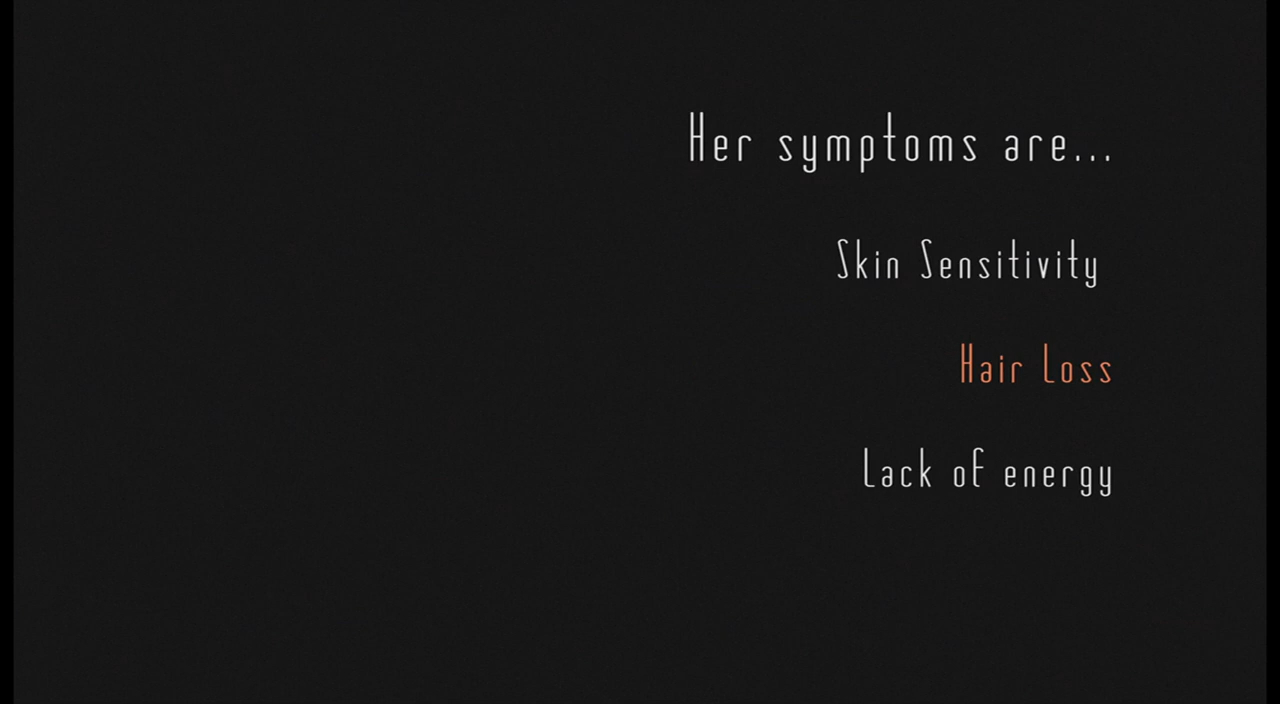 Her symptoms are...
Skin Sensitivity
Hair Loss
Lack of energy